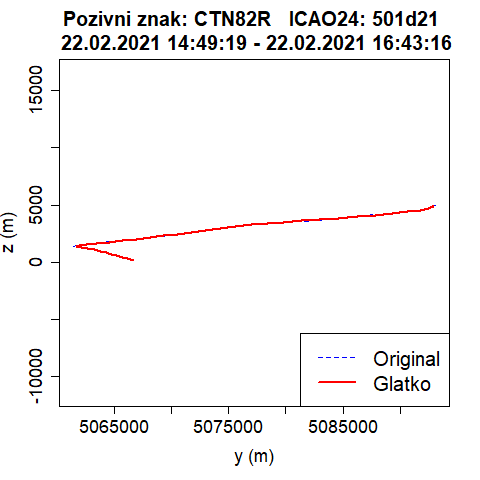 Pozivni znak: CTN82R   ICAO24: 501d21
22.02.2021 14:49:19 - 22.02.2021 16:43:16
z (m)
15000
5000
0
-10000
5065000
5075000
5085000
y (m)
Original
Glatko